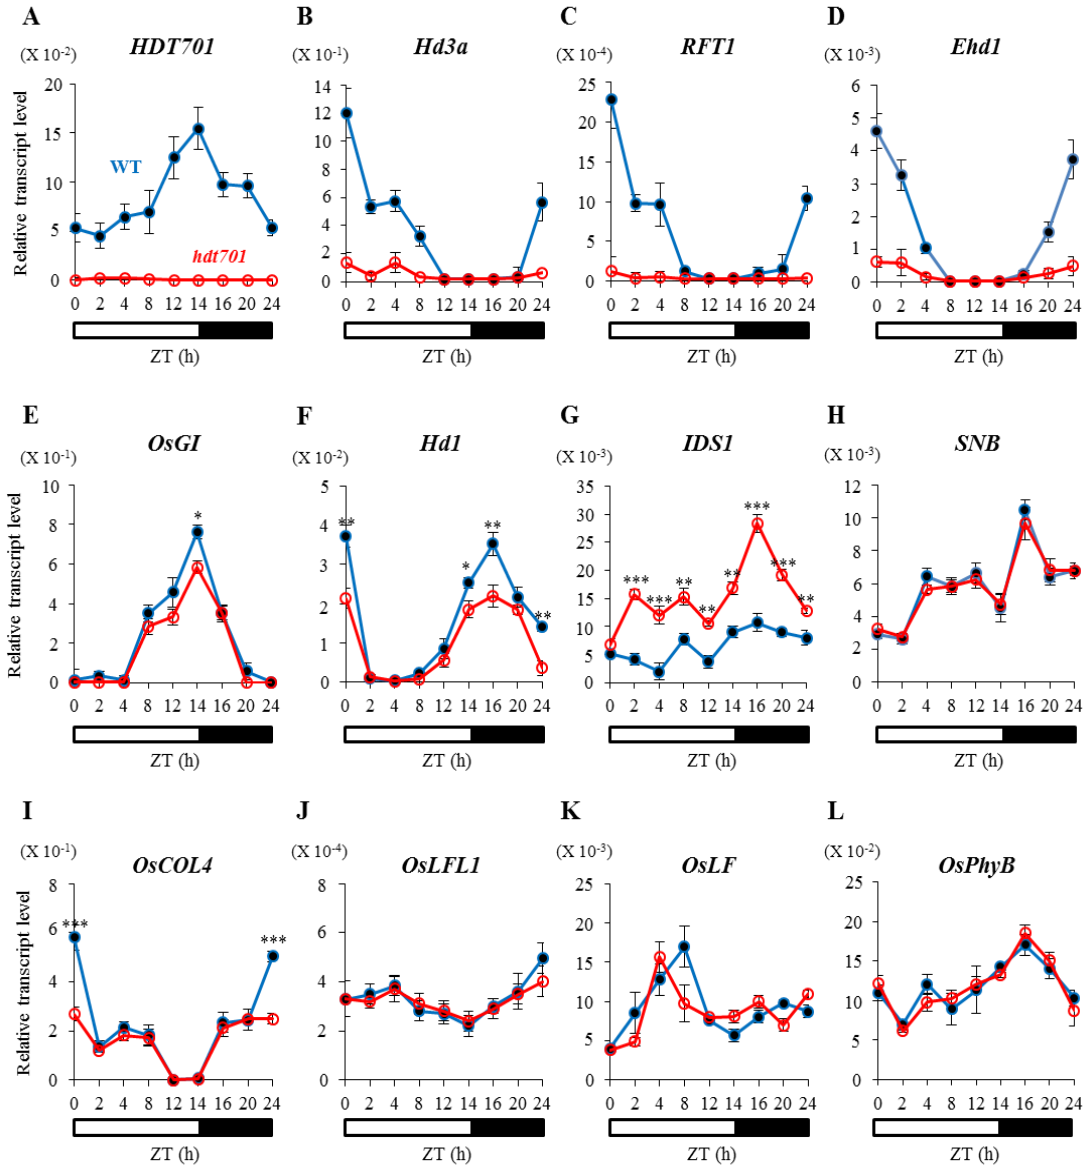 A
HDT701
(X 10-2)
Relative transcript level
20
15
10
5
0
WT
hdt701
0 2 4 8 12 14 16 20 24
ZT (h)
B
Hd3a
(X 10-1)
14
12
10
8
6
4
2
0
0 2 4 8 12 14 16 20 24
ZT (h)
C
RFT1
(X 10-4)
25
20
15
10
5
0
0 2 4 8 12 14 16 20 24
ZT (h)
D
Ehd1
(X 10-3)
6
5
4
3
2
1
0
0 2 4 8 12 14 16 20 24
ZT (h)
E
OsGI
(X 10-1)
Relative transcript level
10
8
6
4
2
0
*
0 2 4 8 12 14 16 20 24
ZT (h)
F
Hd1
(X 10-2)
5
4
3
2
1
0
** * ** **
0 2 4 8 12 14 16 20 24
ZT (h)
G
IDS1
(X 10-3)
35
30
25
20
15
10
5
0
*** *** ** ** ** *** *** **
0 2 4 8 12 14 16 20 24
ZT (h)
H
SNB
(X 10-3)
12
10
8
6
4
2
0
0 2 4 8 12 14 16 20 24
ZT (h)
I
OsCOL4
(X 10-1)
Relative transcript level
8
6
4
2
0
*** ***
0 2 4 8 12 14 16 20 24
ZT (h)
J
OsLFL1
(X 10-4)
8
6
4
2
0
0 2 4 8 12 14 16 20 24
ZT (h)
K
OsLF
(X 10-3)
25
20
15
10
5
0
0 2 4 8 12 14 16 20 24
ZT (h)
L
OsPhyB
(X 10-2)
25
20
15
10
5
0
0 2 4 8 12 14 16 20 24
ZT (h)